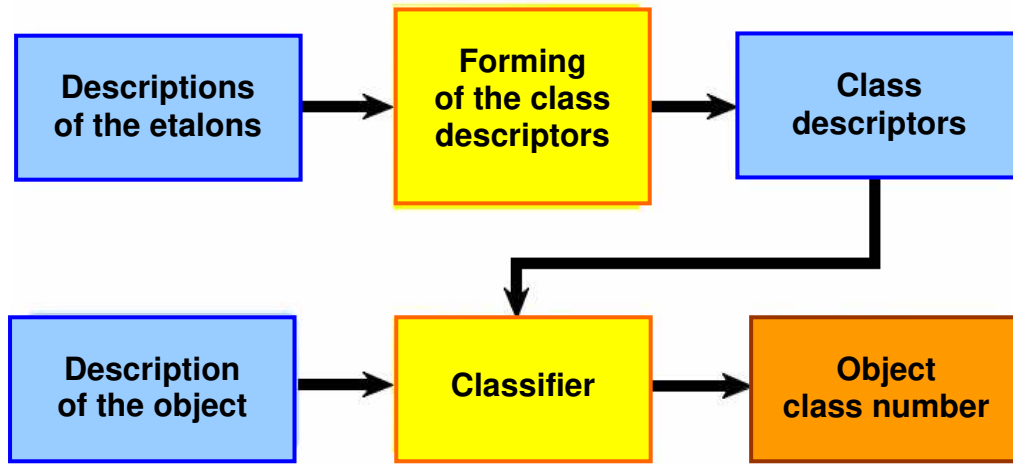 Descriptions
of the etalons
Forming
of the class
descriptors
Class
descriptors
Description
of the object
Classifier
Object
class number